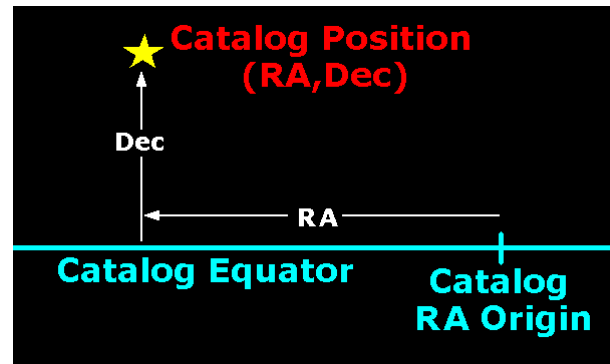 Catalog Position
(RA,Dec)
Dec
RA
Catalog Equator
Catalog
RA Origin